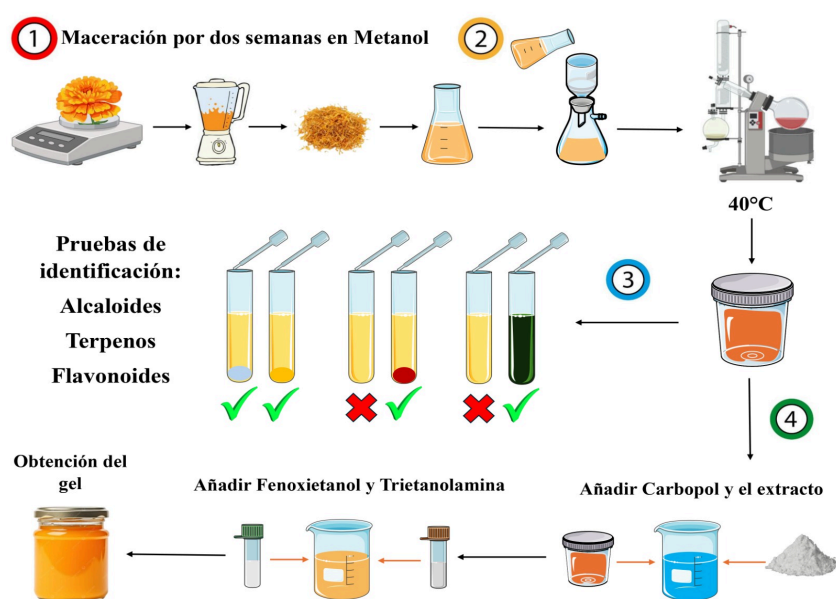 1 Maceración por dos semanas en Metanol
2
40°C
3
Pruebas de
identificación:
Alcaloides
Terpenos
Flavonoides
4
Añadir Carbopol y el extracto
Añadir Fenoxietanol y Trietanolamina
Obtención del
gel